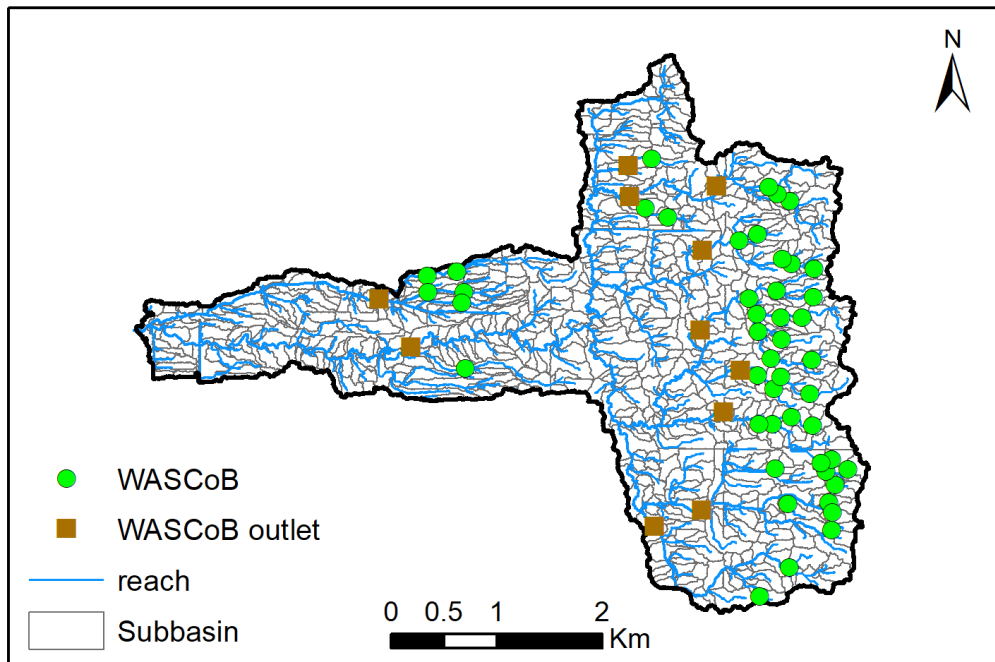 N
WASCoB
WASCoB outlet
reach
Subbasin
0 0.5 1 2
Km